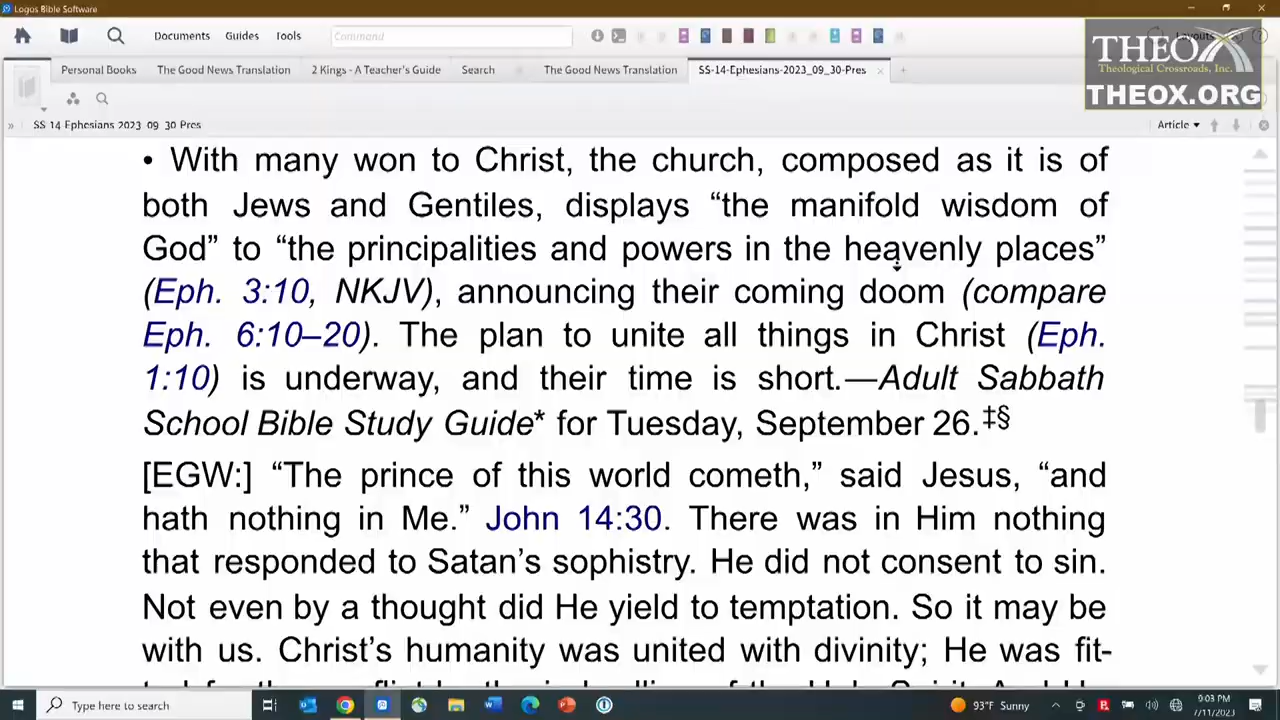 Logos Bible Software
Documents Guides Tools Command Layouts
THEOX
Theological Crossroads, Inc.
THEOX.ORG
Personal Books The Good News Translation 2 Kings - A Teacher's Guide The Good News Translation SS-14-Ephesians-2023_09_30-Pres
SS-14-Ephesians-2023_09_30-Pres Article
• With many won to Christ, the church, composed as it is of
both Jews and Gentiles, displays “the manifold wisdom of
God” to “the principalities and powers in the heavenly places”
(Eph. 3:10, NKJV), announcing their coming doom (compare
Eph. 6:10–20). The plan to unite all things in Christ (Eph.
1:10) is underway, and their time is short.—Adult Sabbath
School Bible Study Guide* for Tuesday, September 26.‡§
[EGW:] “The prince of this world cometh,” said Jesus, “and
hath nothing in Me.” John 14:30. There was in Him nothing
that responded to Satan’s sophistry. He did not consent to sin.
Not even by a thought did He yield to temptation. So it may be
with us. Christ’s humanity was united with divinity; He was fit-
Type here to search 93°F Sunny 9:03 PM
7/11/2023